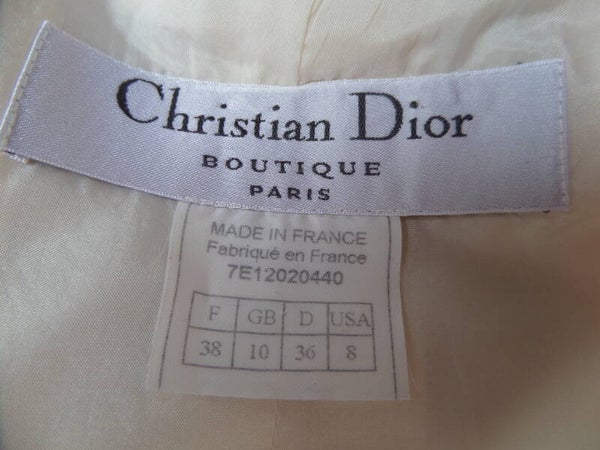 Christian Dior
BOUTIQUE
PARIS
MADE IN FRANCE
Fabriqué en France
7E12020440
F GB D USA
38 10 36 8